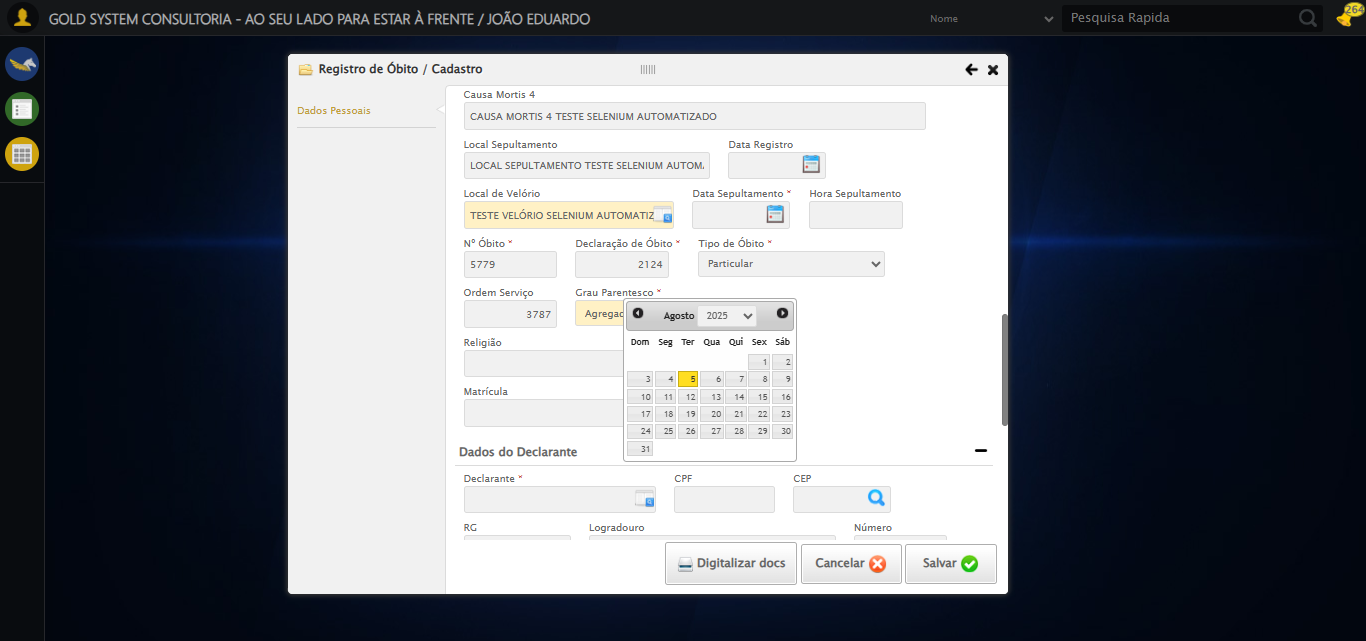 GOLD SYSTEM CONSULTORIA - AO SEU LADO PARA ESTAR À FRENTE / JOÃO EDUARDO
Nome
Pesquisa Rapida
264
Registro de Óbito / Cadastro
Dados Pessoais
Causa Mortis 4
CAUSA MORTIS 4 TESTE SELENIUM AUTOMATIZADO
Local Sepultamento
Data Registro
LOCAL SEPULTAMENTO TESTE SELENIUM AUTOM
Local de Velório
Data Sepultamento *
Hora Sepultamento
TESTE VELÓRIO SELENIUM AUTOMATIZ
Nº Óbito *
Declaração de Óbito *
Tipo de Óbito *
5779
2124
Particular
Ordem Serviço
Grau Parentesco *
3787
Agregad
Agosto 2025
Dom Seg Ter Qua Qui Sex Sáb
1 2
3 4 5 6 7 8 9
10 11 12 13 14 15 16
17 18 19 20 21 22 23
24 25 26 27 28 29 30
31
Religião
Matrícula
Dados do Declarante
Declarante *
CPF
CEP
RG
Logradouro
Número
Digitalizar docs
Cancelar
Salvar